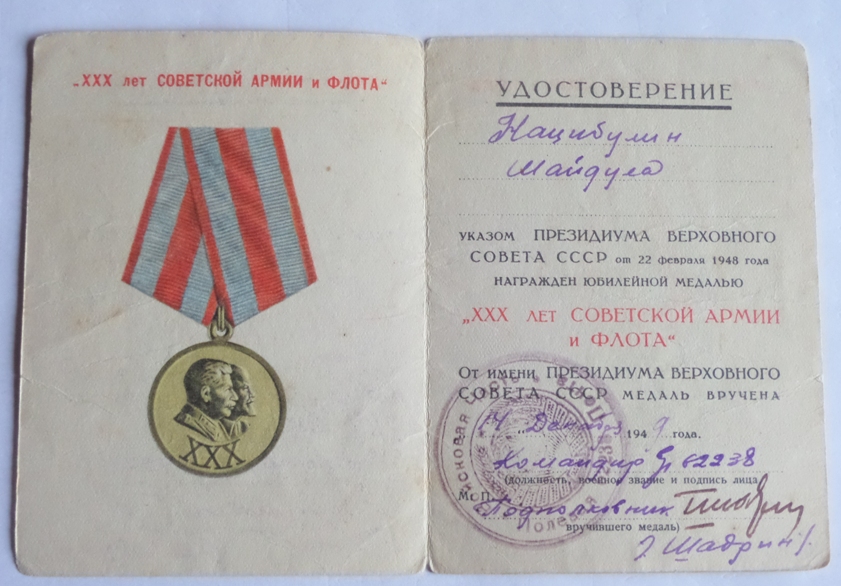 „XXX лет СОВЕТСКОЙ АРМИИ и ФЛОТА“
XXX
УДОСТОВЕРЕНИЕ
Нацибулин
Майдула
УКАЗОМ ПРЕЗИДИУМА ВЕРХОВНОГО
СОВЕТА СССР от 22 февраля 1948 года
НАГРАЖДЕН ЮБИЛЕЙНОЙ МЕДАЛЬЮ
„XXX ЛЕТ СОВЕТСКОЙ АРМИИ
и ФЛОТА“
От имени ПРЕЗИДИУМА ВЕРХОВНОГО
СОВЕТА СССР МЕДАЛЬ ВРУЧЕНА
„14 Декабря 1949 года.
Командир 62238
(должность, военное звание и подпись лица,
М. П. Подполковник
вручившего медаль)
/Шадрин/